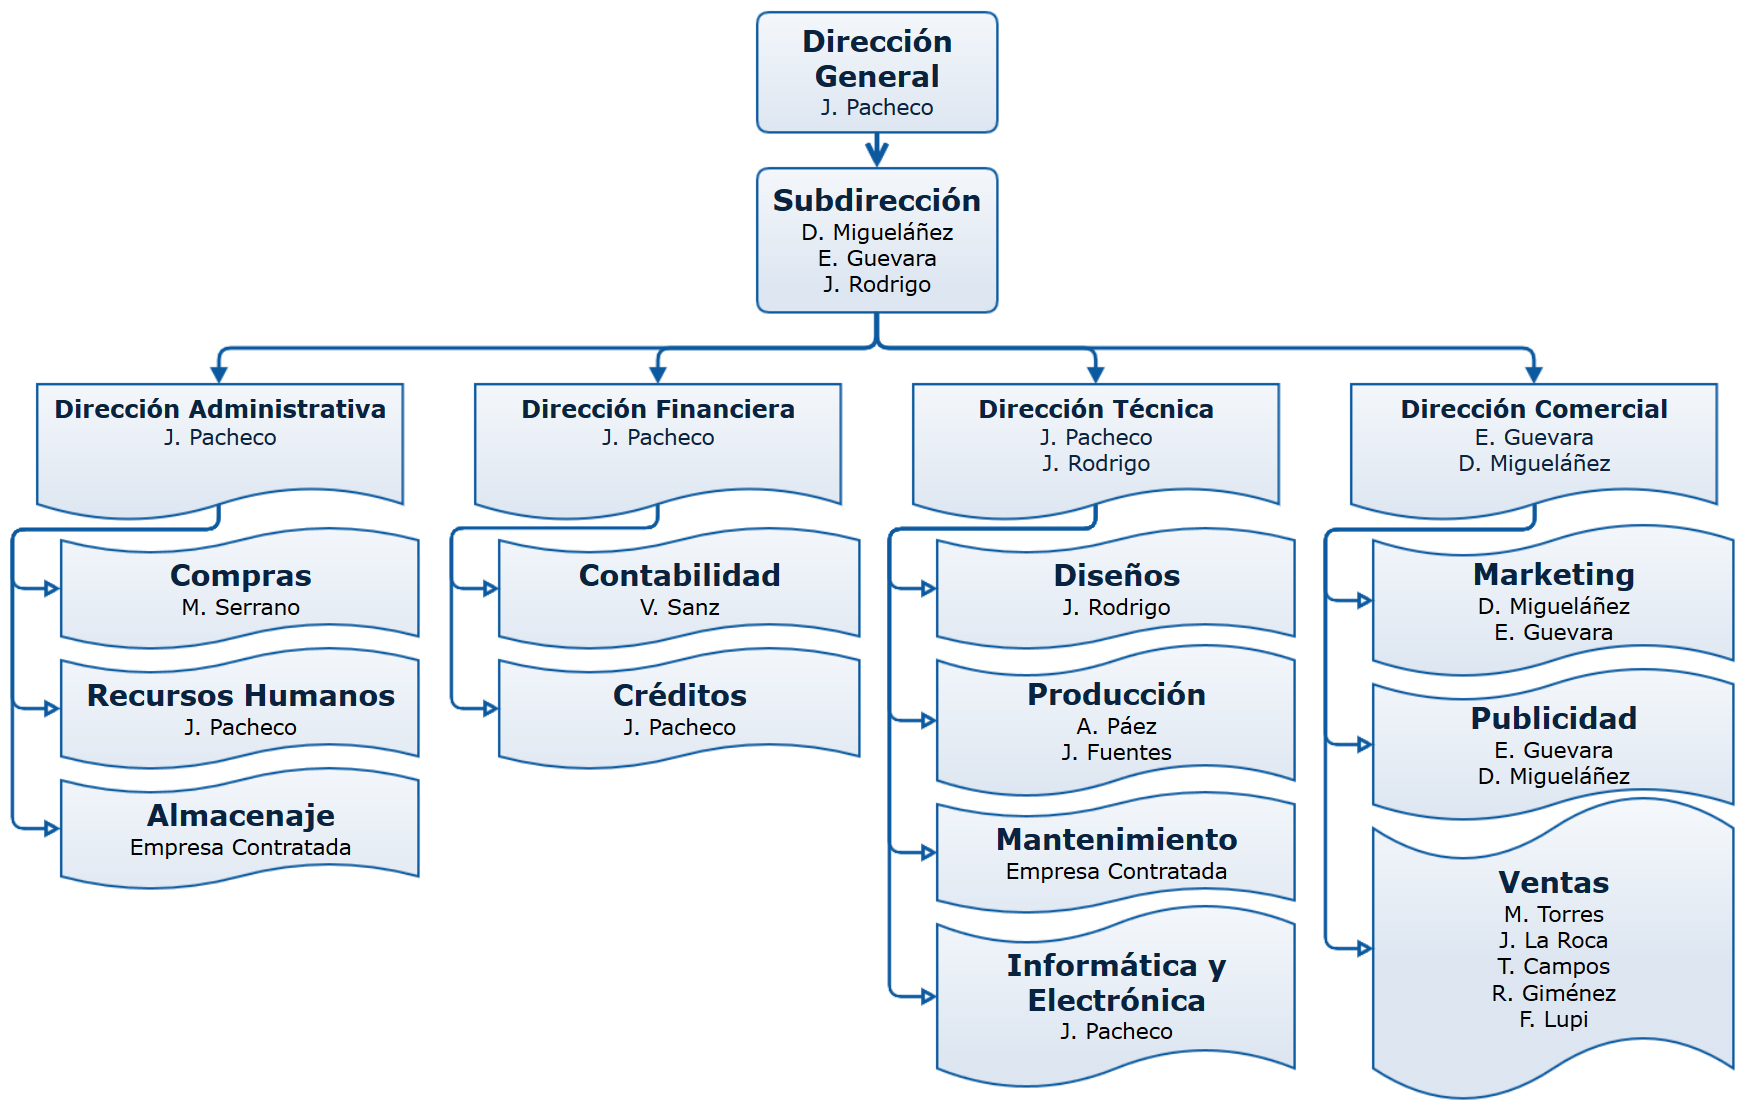 Dirección
General
J. Pacheco
Subdirección
D. Migueláñez
E. Guevara
J. Rodrigo
Dirección Administrativa
J. Pacheco
Compras
M. Serrano
Recursos Humanos
J. Pacheco
Almacenaje
Empresa Contratada
Dirección Financiera
J. Pacheco
Contabilidad
V. Sanz
Créditos
J. Pacheco
Dirección Técnica
J. Pacheco
J. Rodrigo
Diseños
J. Rodrigo
Producción
A. Páez
J. Fuentes
Mantenimiento
Empresa Contratada
Informática y
Electrónica
J. Pacheco
Dirección Comercial
E. Guevara
D. Migueláñez
Marketing
D. Migueláñez
E. Guevara
Publicidad
E. Guevara
D. Migueláñez
Ventas
M. Torres
J. La Roca
T. Campos
R. Giménez
F. Lupi